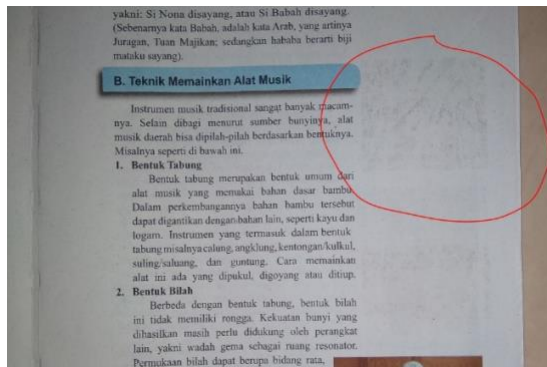 yakni: Si Nona disayang, atau Si Babah disayang.
(Sebenarnya kata Babah, adalah kata Arab, yang artinya
Juragan, Tuan Majikan; sedangkan hababa berarti biji
mataku sayang).
B. Teknik Memainkan Alat Musik
Instrumen musik tradisional sangat banyak macam-
nya. Selain dibagi menurut sumber bunyinya, alat
musik daerah bisa dipilah-pilah berdasarkan bentuknya.
Misalnya seperti di bawah ini.
1. Bentuk Tabung
Bentuk tabung merupakan bentuk umum dari
alat musik yang memakai bahan dasar bambu
Dalam perkembangannya bahan bambu tersebut
dapat digantikan dengan bahan lain, seperti kayu dan
logam. Instrumen yang termasuk dalam bentuk
tabung misalnya calung, angklung, kentongan/kulkul,
suling/saluang, dan guntung. Cara memainkan
alat ini ada yang dipukul, digoyang atau ditiup.
2. Bentuk Bilah
Berbeda dengan bentuk tabung, bentuk bilah
ini tidak memiliki rongga. Kekuatan bunyi yang
dihasilkan masih perlu didukung oleh perangkat
lain, yakni wadah gema sebagai ruang resonator.
Permukaan bilah dapat berupa bidang rata,